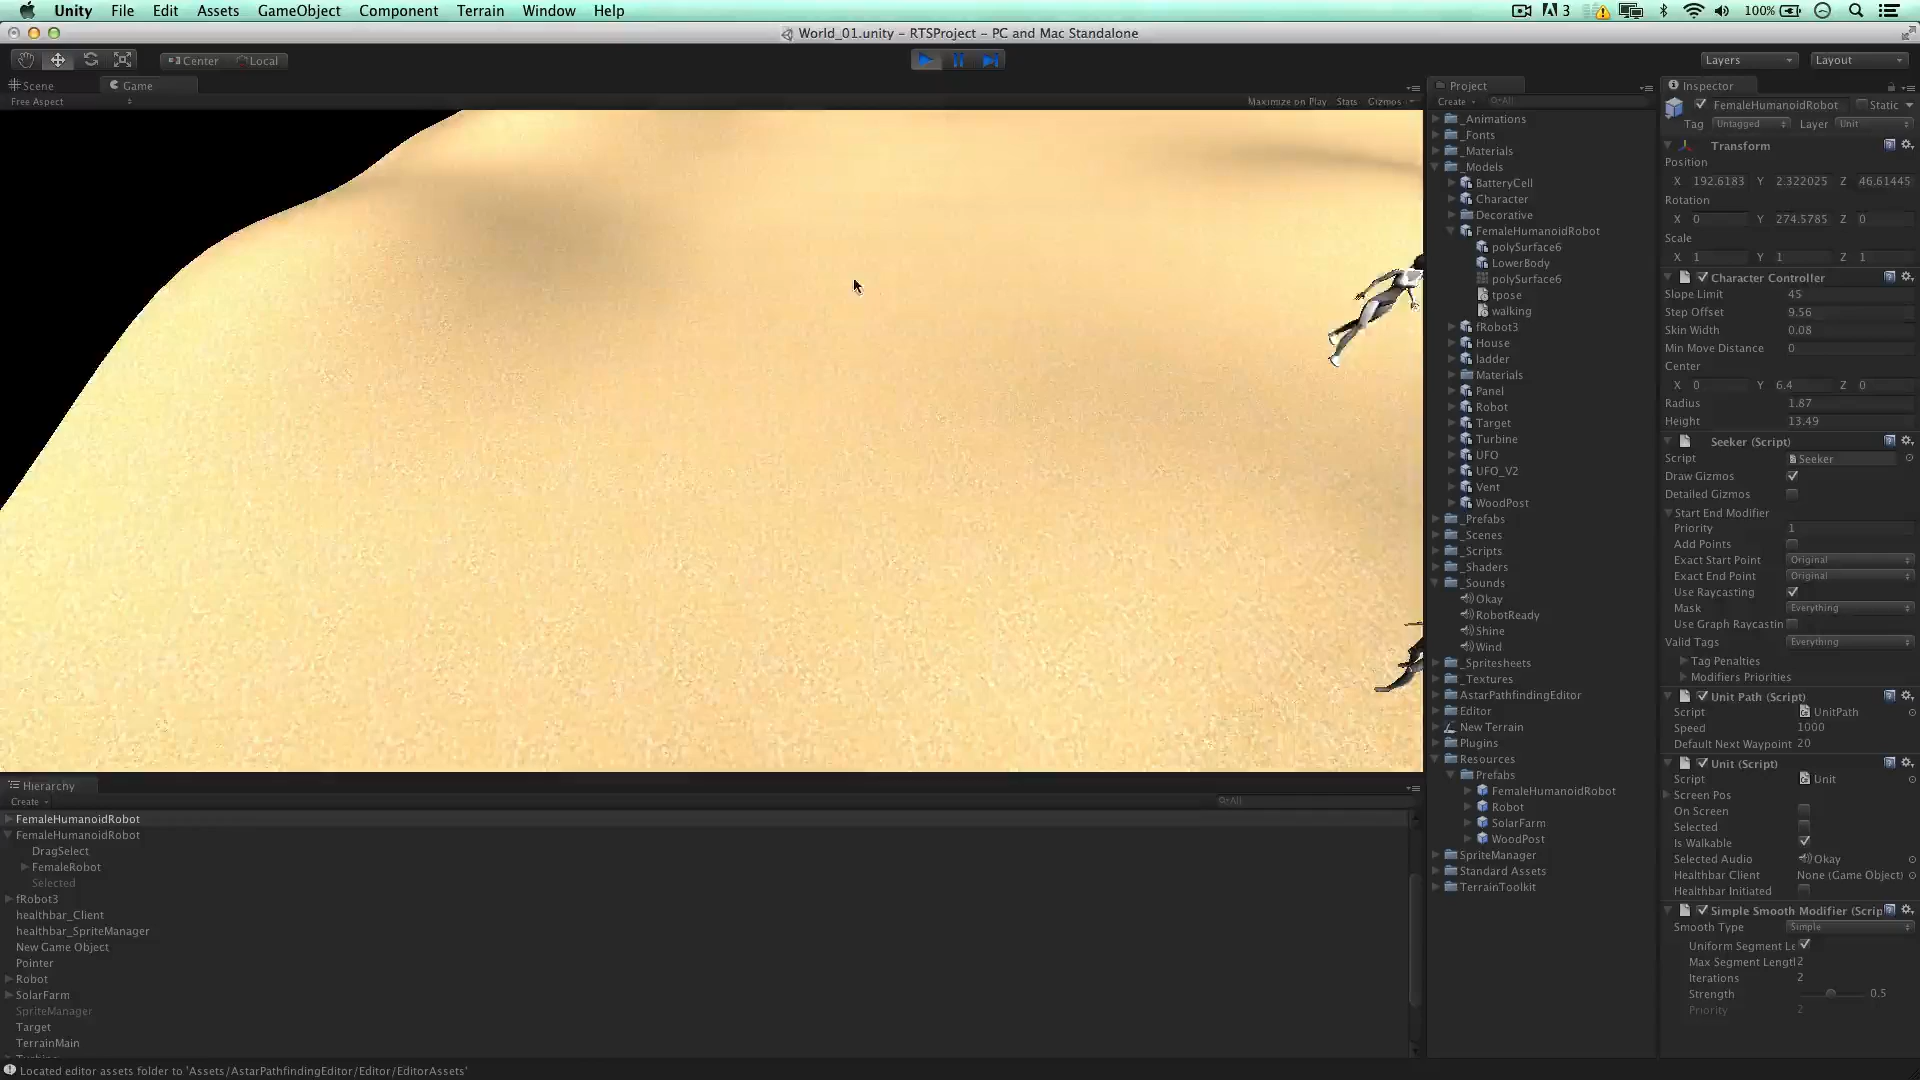 Unity File Edit Assets GameObject Component Terrain Window Help
3 100%
World_01.unity – RTSProject – PC and Mac Standalone
Center Local Layers Layout
Scene Game
Free Aspect Maximize on Play Stats Gizmos
Project
Create All
_Animations
_Fonts
_Materials
_Models
BatteryCell
Character
Decorative
FemaleHumanoidRobot
polySurface6
LowerBody
polySurface6
tpose
walking
fRobot3
House
ladder
Materials
Panel
Robot
Target
Turbine
UFO
UFO_V2
Vent
WoodPost
_Prefabs
_Scenes
_Scripts
_Shaders
_Sounds
Okay
RobotReady
Shine
Wind
_Spritesheets
_Textures
AstarPathfindingEditor
Editor
New Terrain
Plugins
Resources
Prefabs
FemaleHumanoidRobot
Robot
SolarFarm
WoodPost
SpriteManager
Standard Assets
TerrainToolkit
Inspector
FemaleHumanoidRobot Static
Tag Untagged Layer Unit
Transform
Position
X 192.6183 Y 2.322025 Z 46.61445
Rotation
X 0 Y 274.5785 Z 0
Scale
X 1 Y 1 Z 1
Character Controller
Slope Limit 45
Step Offset 9.56
Skin Width 0.08
Min Move Distance 0
Center
X 0 Y 6.4 Z 0
Radius 1.87
Height 13.49
Seeker (Script)
Script Seeker
Draw Gizmos
Detailed Gizmos
Start End Modifier
Priority 1
Add Points
Exact Start Point Original
Exact End Point Original
Use Raycasting
Mask Everything
Use Graph Raycastin
Valid Tags Everything
Tag Penalties
Modifiers Priorities
Unit Path (Script)
Script UnitPath
Speed 1000
Default Next Waypoint 20
Unit (Script)
Script Unit
Screen Pos
On Screen
Selected
Is Walkable
Selected Audio Okay
Healthbar Client None (Game Object)
Healthbar Initiated
Simple Smooth Modifier (Scrip
Smooth Type Simple
Uniform Segment Le
Max Segment Lengtl 2
Iterations 2
Strength 0.5
Priority 2
Hierarchy
Create All
FemaleHumanoidRobot
FemaleHumanoidRobot
DragSelect
FemaleRobot
Selected
fRobot3
healthbar_Client
healthbar_SpriteManager
New Game Object
Pointer
Robot
SolarFarm
SpriteManager
Target
TerrainMain
Located editor assets folder to 'Assets/AstarPathfindingEditor/Editor/EditorAssets'